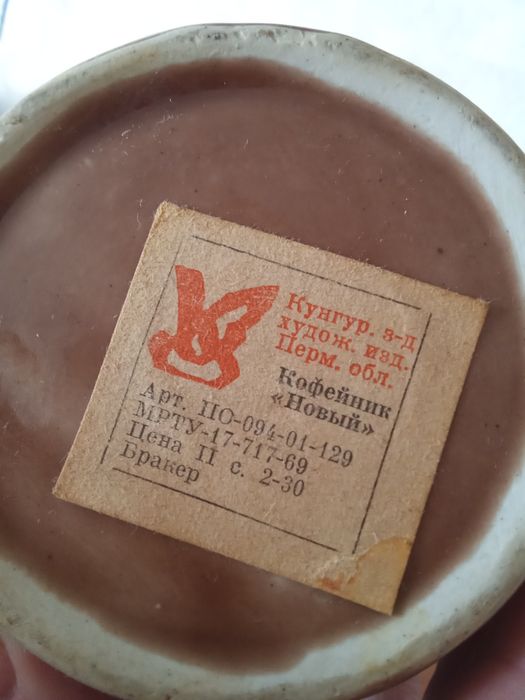 Кунгур. з-д
худож. изд.
Перм. обл.
Кофейник
«Новый»
Арт. ПО-094-01-129
МРТУ-17-717-69
Цена II с. 2-30
Бракер